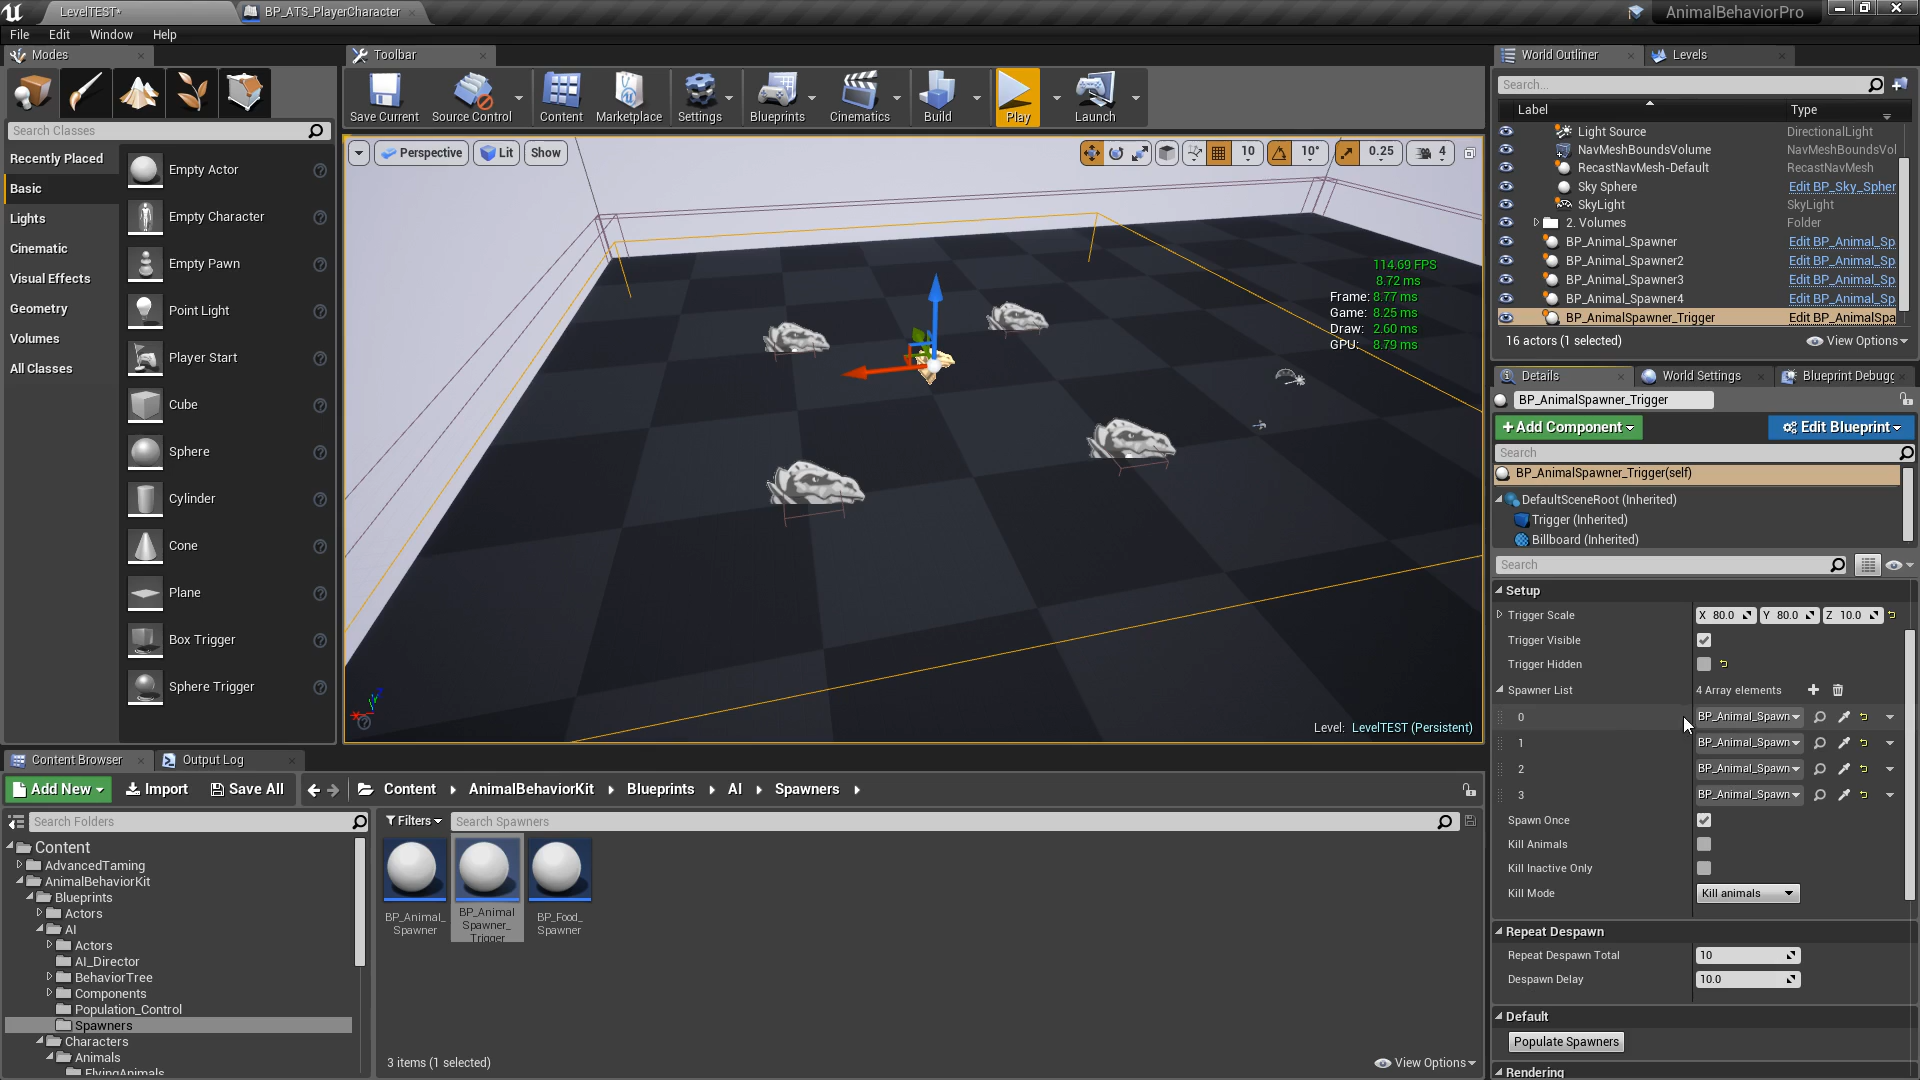 LevelTEST*
BP_ATS_PlayerCharacter
AnimalBehaviorPro
File Edit Window Help
Modes
Search Classes
Recently Placed
Basic
Lights
Cinematic
Visual Effects
Geometry
Volumes
All Classes
Empty Actor
Empty Character
Empty Pawn
Point Light
Player Start
Cube
Sphere
Cylinder
Cone
Plane
Box Trigger
Sphere Trigger
Toolbar
Save Current Source Control Content Marketplace Settings Blueprints Cinematics Build Play Launch
Perspective Lit Show
10 10° 0.25 4
114.69 FPS
8.72 ms
Frame: 8.77 ms
Game: 8.25 ms
Draw: 2.60 ms
GPU: 8.79 ms
Level: LevelTEST (Persistent)
World Outliner Levels
Search...
Label Type
Light Source DirectionalLight
NavMeshBoundsVolume NavMeshBoundsVol
RecastNavMesh-Default RecastNavMesh
Sky Sphere Edit BP_Sky_Spher
SkyLight SkyLight
2. Volumes Folder
BP_Animal_Spawner Edit BP_Animal_Sp
BP_Animal_Spawner2 Edit BP_Animal_Sp
BP_Animal_Spawner3 Edit BP_Animal_Sp
BP_Animal_Spawner4 Edit BP_Animal_Sp
BP_AnimalSpawner_Trigger Edit BP_AnimalSpa
16 actors (1 selected) View Options
Details World Settings Blueprint Debugg
BP_AnimalSpawner_Trigger
+Add Component Edit Blueprint
Search
BP_AnimalSpawner_Trigger(self)
DefaultSceneRoot (Inherited)
Trigger (Inherited)
Billboard (Inherited)
Search
Setup
Trigger Scale X 80.0 Y 80.0 Z 10.0
Trigger Visible
Trigger Hidden
Spawner List 4 Array elements
0 BP_Animal_Spawn
1 BP_Animal_Spawn
2 BP_Animal_Spawn
3 BP_Animal_Spawn
Spawn Once
Kill Animals
Kill Inactive Only
Kill Mode Kill animals
Repeat Despawn
Repeat Despawn Total 10
Despawn Delay 10.0
Default
Populate Spawners
Rendering
Content Browser Output Log
Add New Import Save All Content AnimalBehaviorKit Blueprints AI Spawners
Search Folders
Filters Search Spawners
Content
AdvancedTaming
AnimalBehaviorKit
Blueprints
Actors
AI
Actors
AI_Director
BehaviorTree
Components
Population_Control
Spawners
Characters
Animals
FlyingAnimals
BP_Animal_
Spawner
BP_Animal
Spawner_
Trigger
BP_Food_
Spawner
3 items (1 selected) View Options